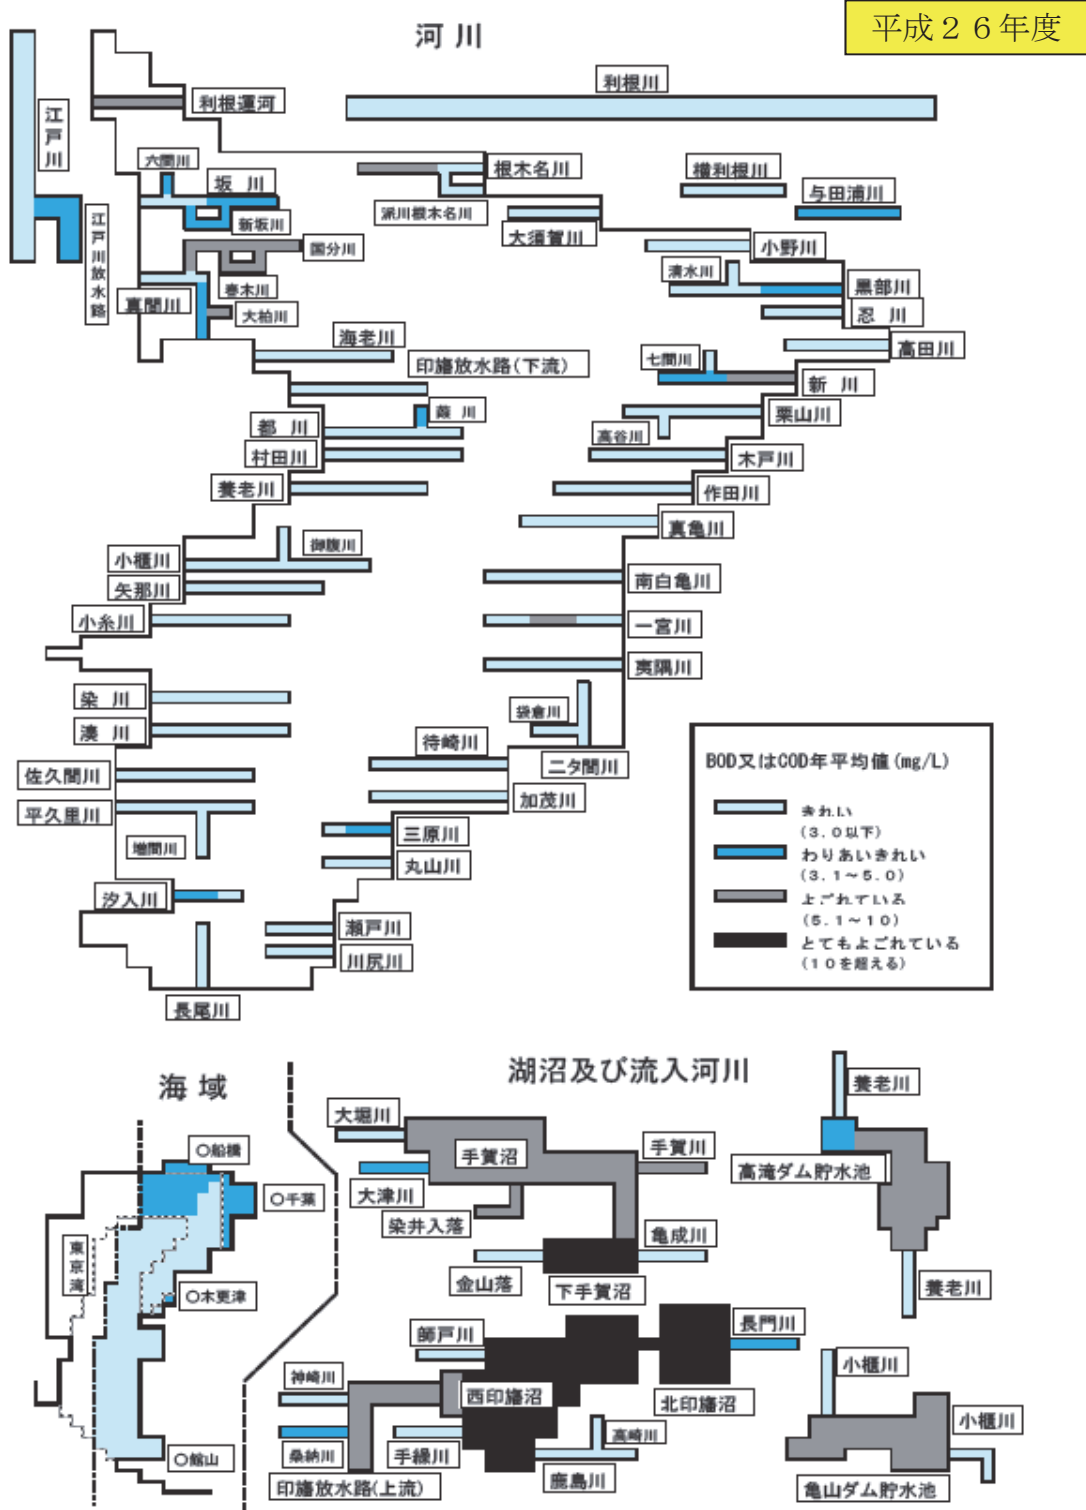 平成２６年度
河川
利根川
江戸川
利根運河
六間川
坂川
新坂川
江戸川放水路
国分川
春木川
真間川
大柏川
根木名川
派川根木名川
横利根川
与田浦川
大須賀川
小野川
清水川
黒部川
忍川
高田川
海老川
印旛放水路(下流)
七間川
新川
葭川
都川
栗山川
高谷川
村田川
木戸川
養老川
作田川
真亀川
御腹川
小櫃川
矢那川
南白亀川
小糸川
一宮川
夷隅川
染川
袋倉川
湊川
待崎川
二タ間川
佐久間川
平久里川
加茂川
増間川
三原川
丸山川
汐入川
瀬戸川
川尻川
長尾川
BOD又はCOD年平均値(mg/L)
きれい
(3.0以下)
わりあいきれい
(3.1～5.0)
よごれている
(5.1～10)
とてもよごれている
(10を超える)
海域
○船橋
○千葉
東京湾
○木更津
○館山
湖沼及び流入河川
大堀川
手賀沼
手賀川
大津川
染井入落
亀成川
金山落
下手賀沼
養老川
高滝ダム貯水池
養老川
師戸川
長門川
神崎川
西印旛沼
北印旛沼
桑納川
手繰川
高崎川
印旛放水路(上流)
鹿島川
小櫃川
小櫃川
亀山ダム貯水池